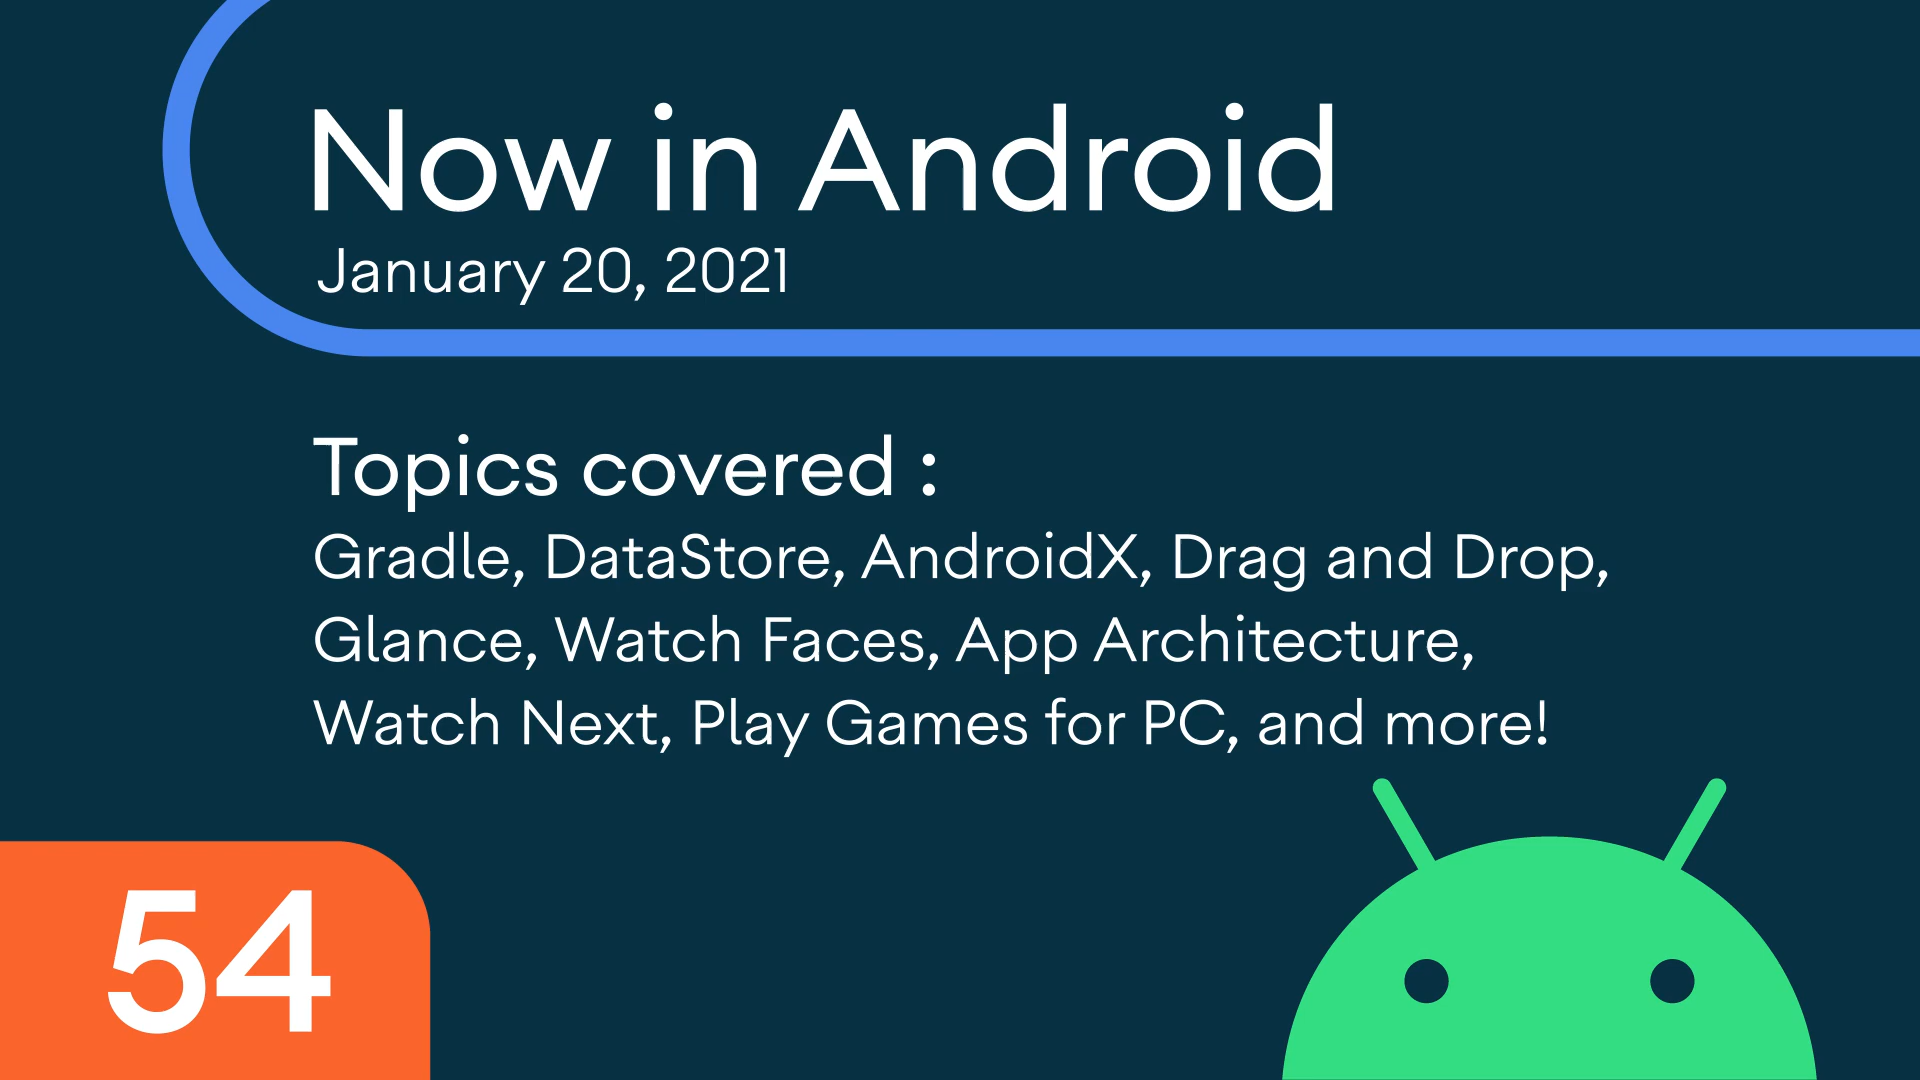 Now in Android
January 20, 2021
Topics covered :
Gradle, DataStore, AndroidX, Drag and Drop,
Glance, Watch Faces, App Architecture,
Watch Next, Play Games for PC, and more!
54